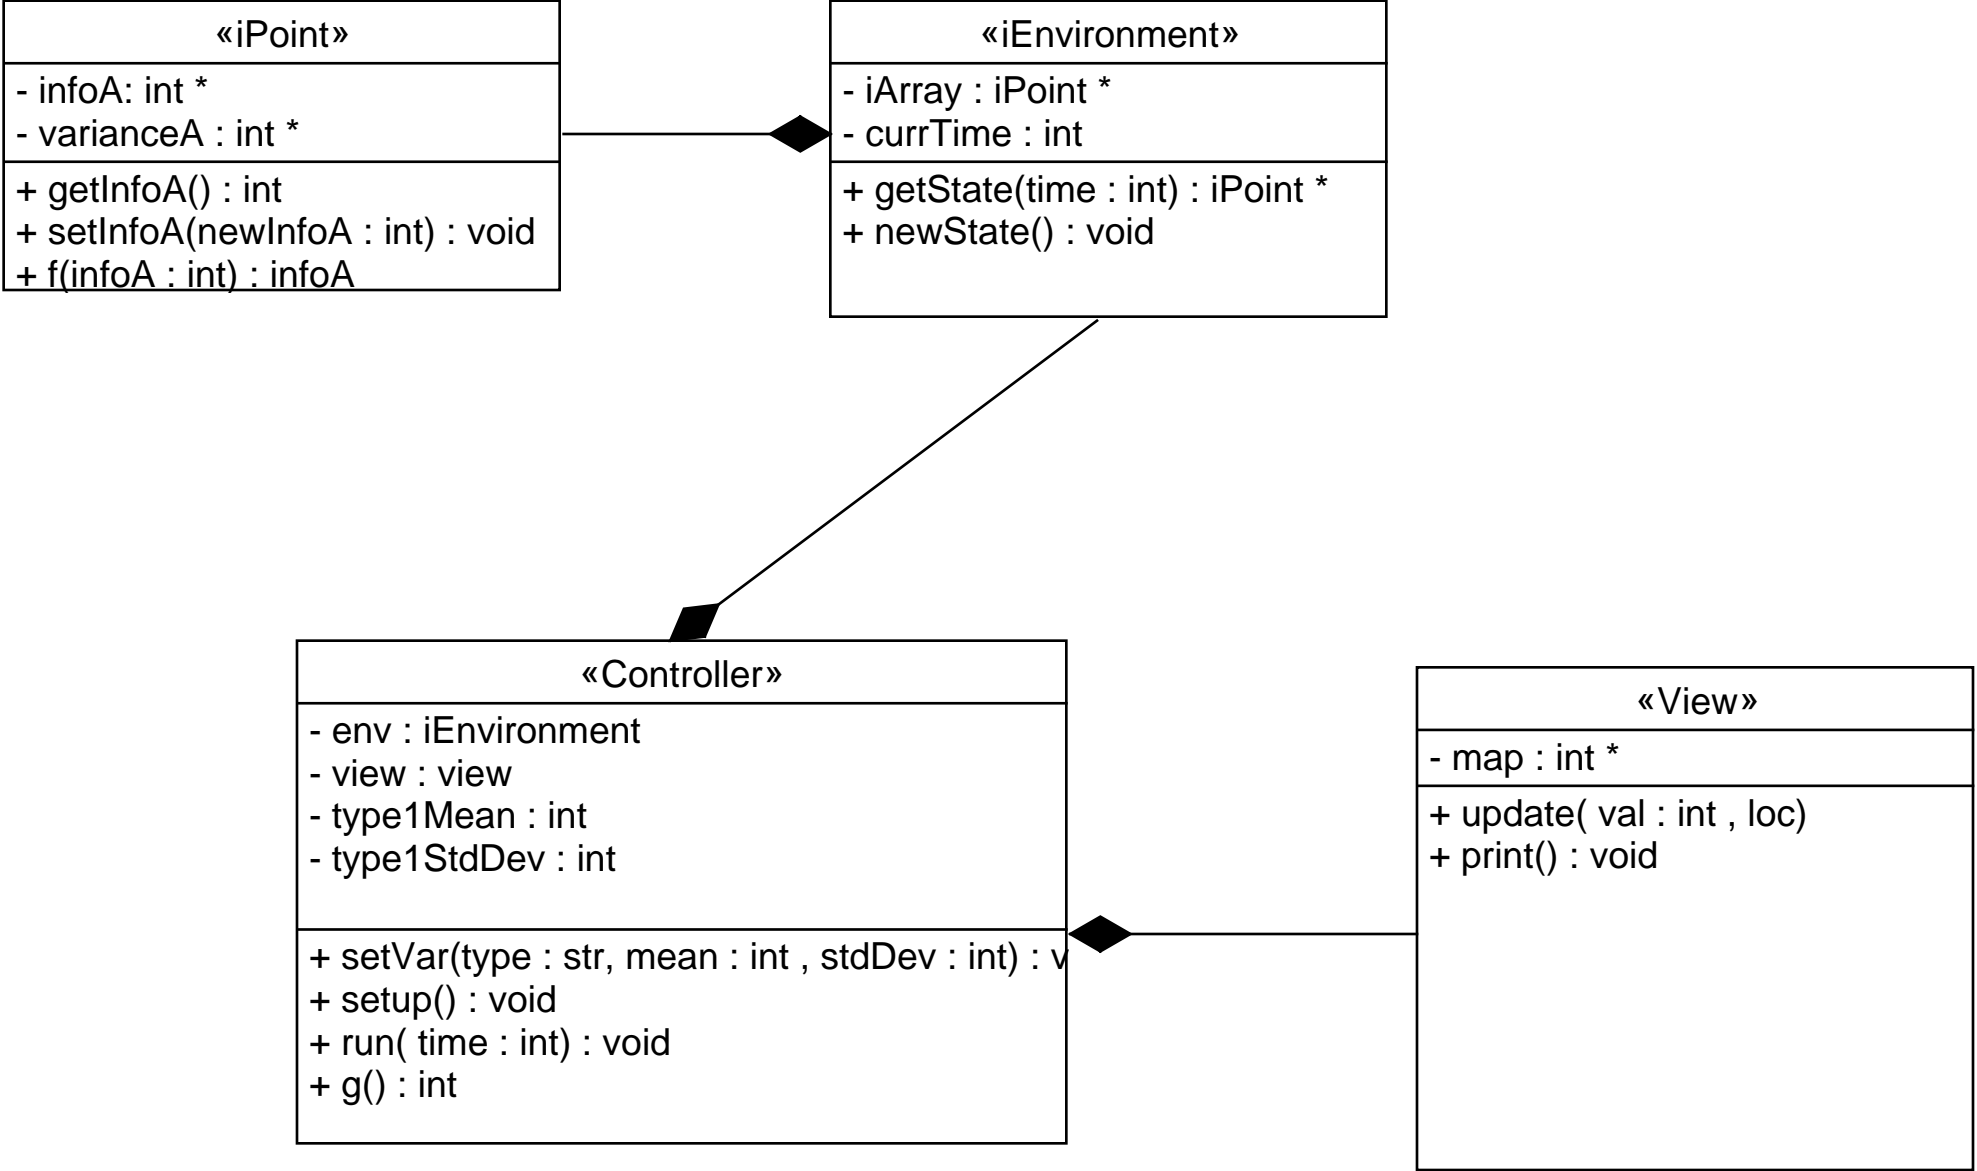 «iPoint»
- infoA: int *
- varianceA : int *
+ getInfoA() : int
+ setInfoA(newInfoA : int) : void
+ f(infoA : int) : infoA
«iEnvironment»
- iArray : iPoint *
- currTime : int
+ getState(time : int) : iPoint *
+ newState() : void
«Controller»
- env : iEnvironment
- view : view
- type1Mean : int
- type1StdDev : int
+ setVar(type : str, mean : int , stdDev : int) : v
+ setup() : void
+ run( time : int) : void
+ g() : int
«View»
- map : int *
+ update( val : int , loc)
+ print() : void